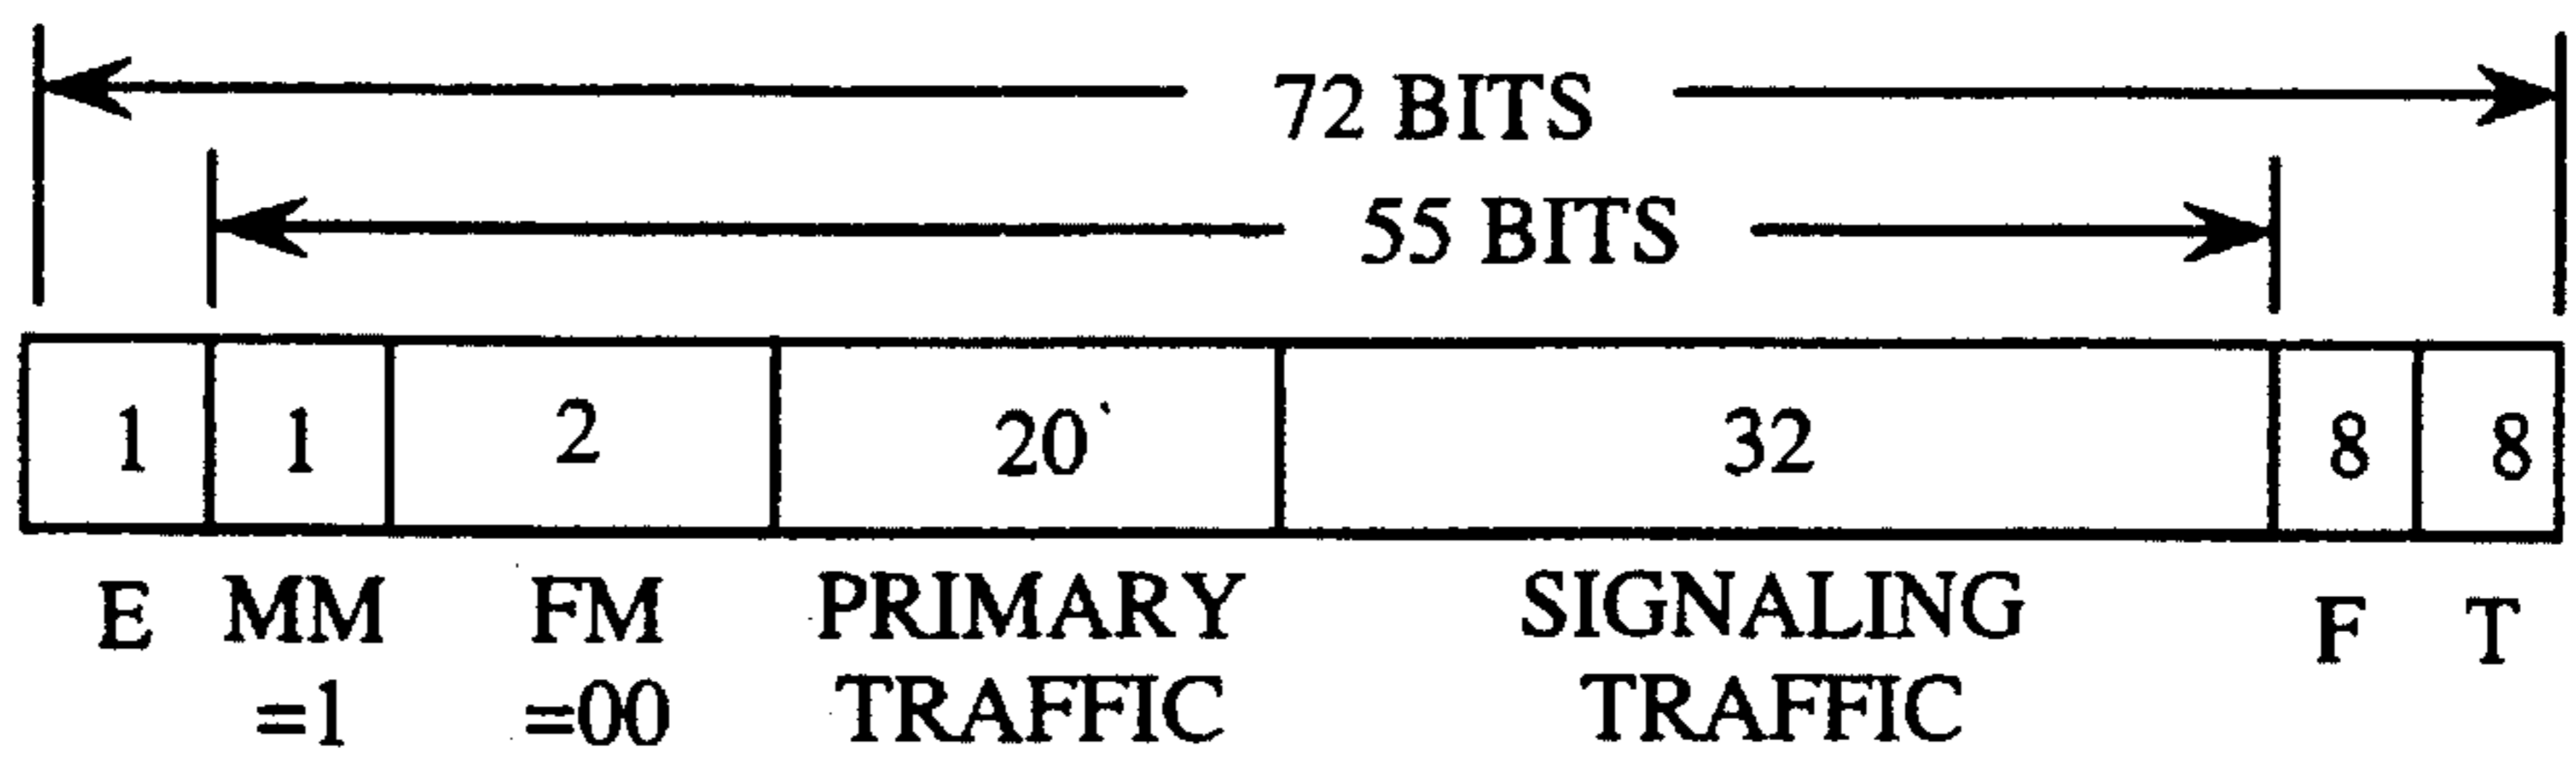 72 BITS
55 BITS
1 1 2 20 32 8 8
E MM FM PRIMARY SIGNALING F T
=1 =00 TRAFFIC TRAFFIC